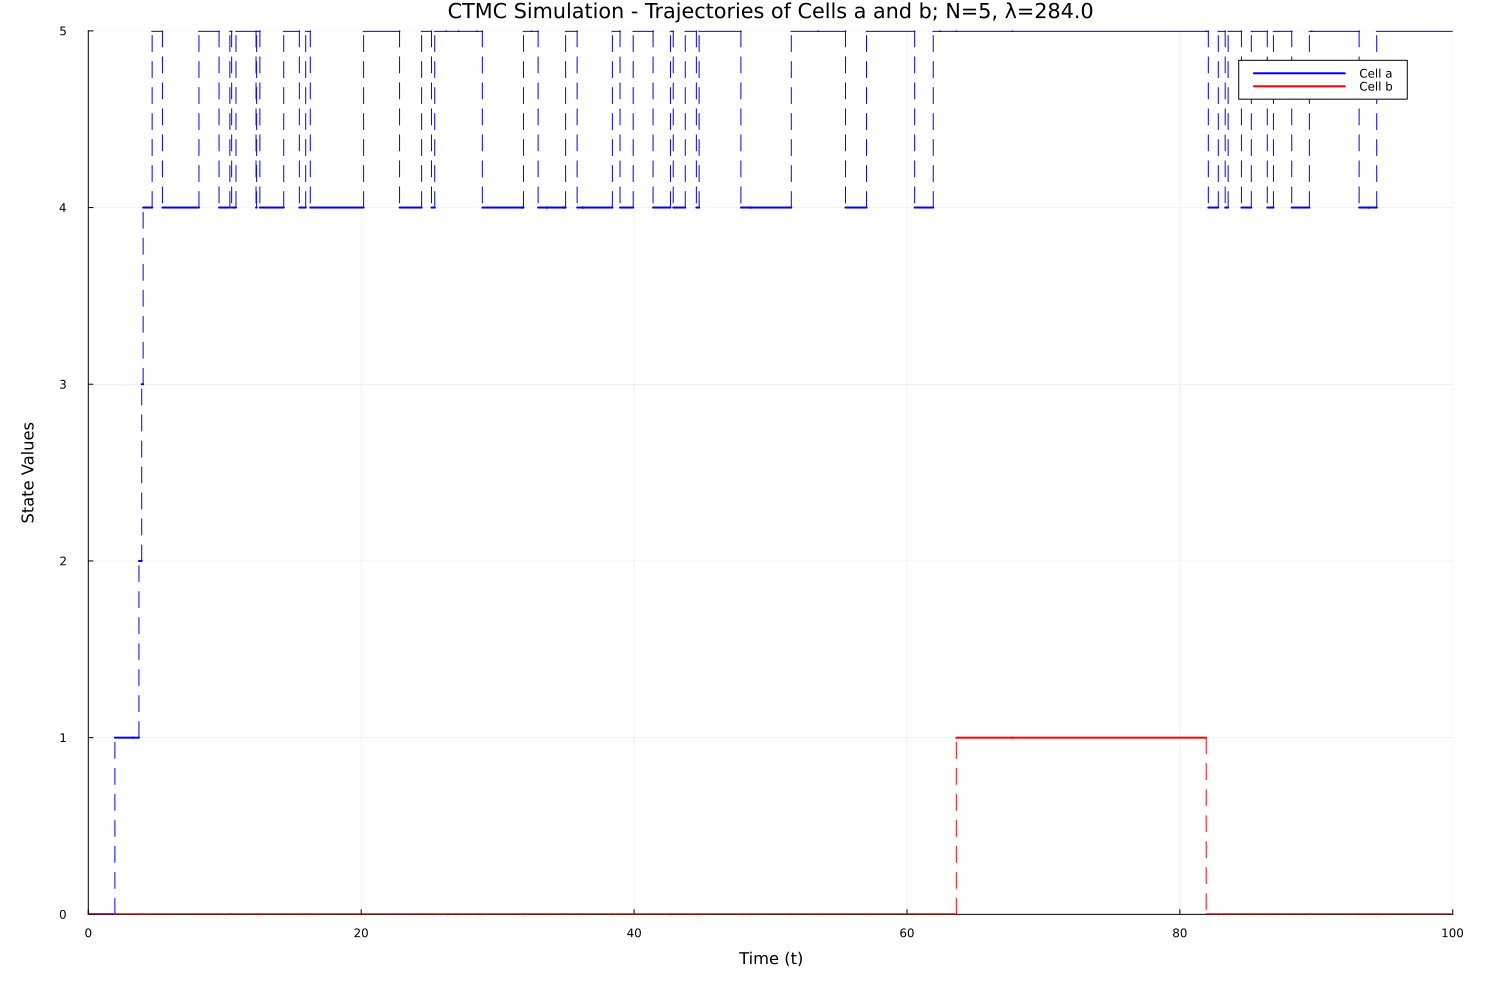 CTMC Simulation - Trajectories of Cells a and b; N=5, λ=284.0
5
Cell a
Cell b
4
3
State Values
2
1
0
0 20 40 60 80 100
Time (t)